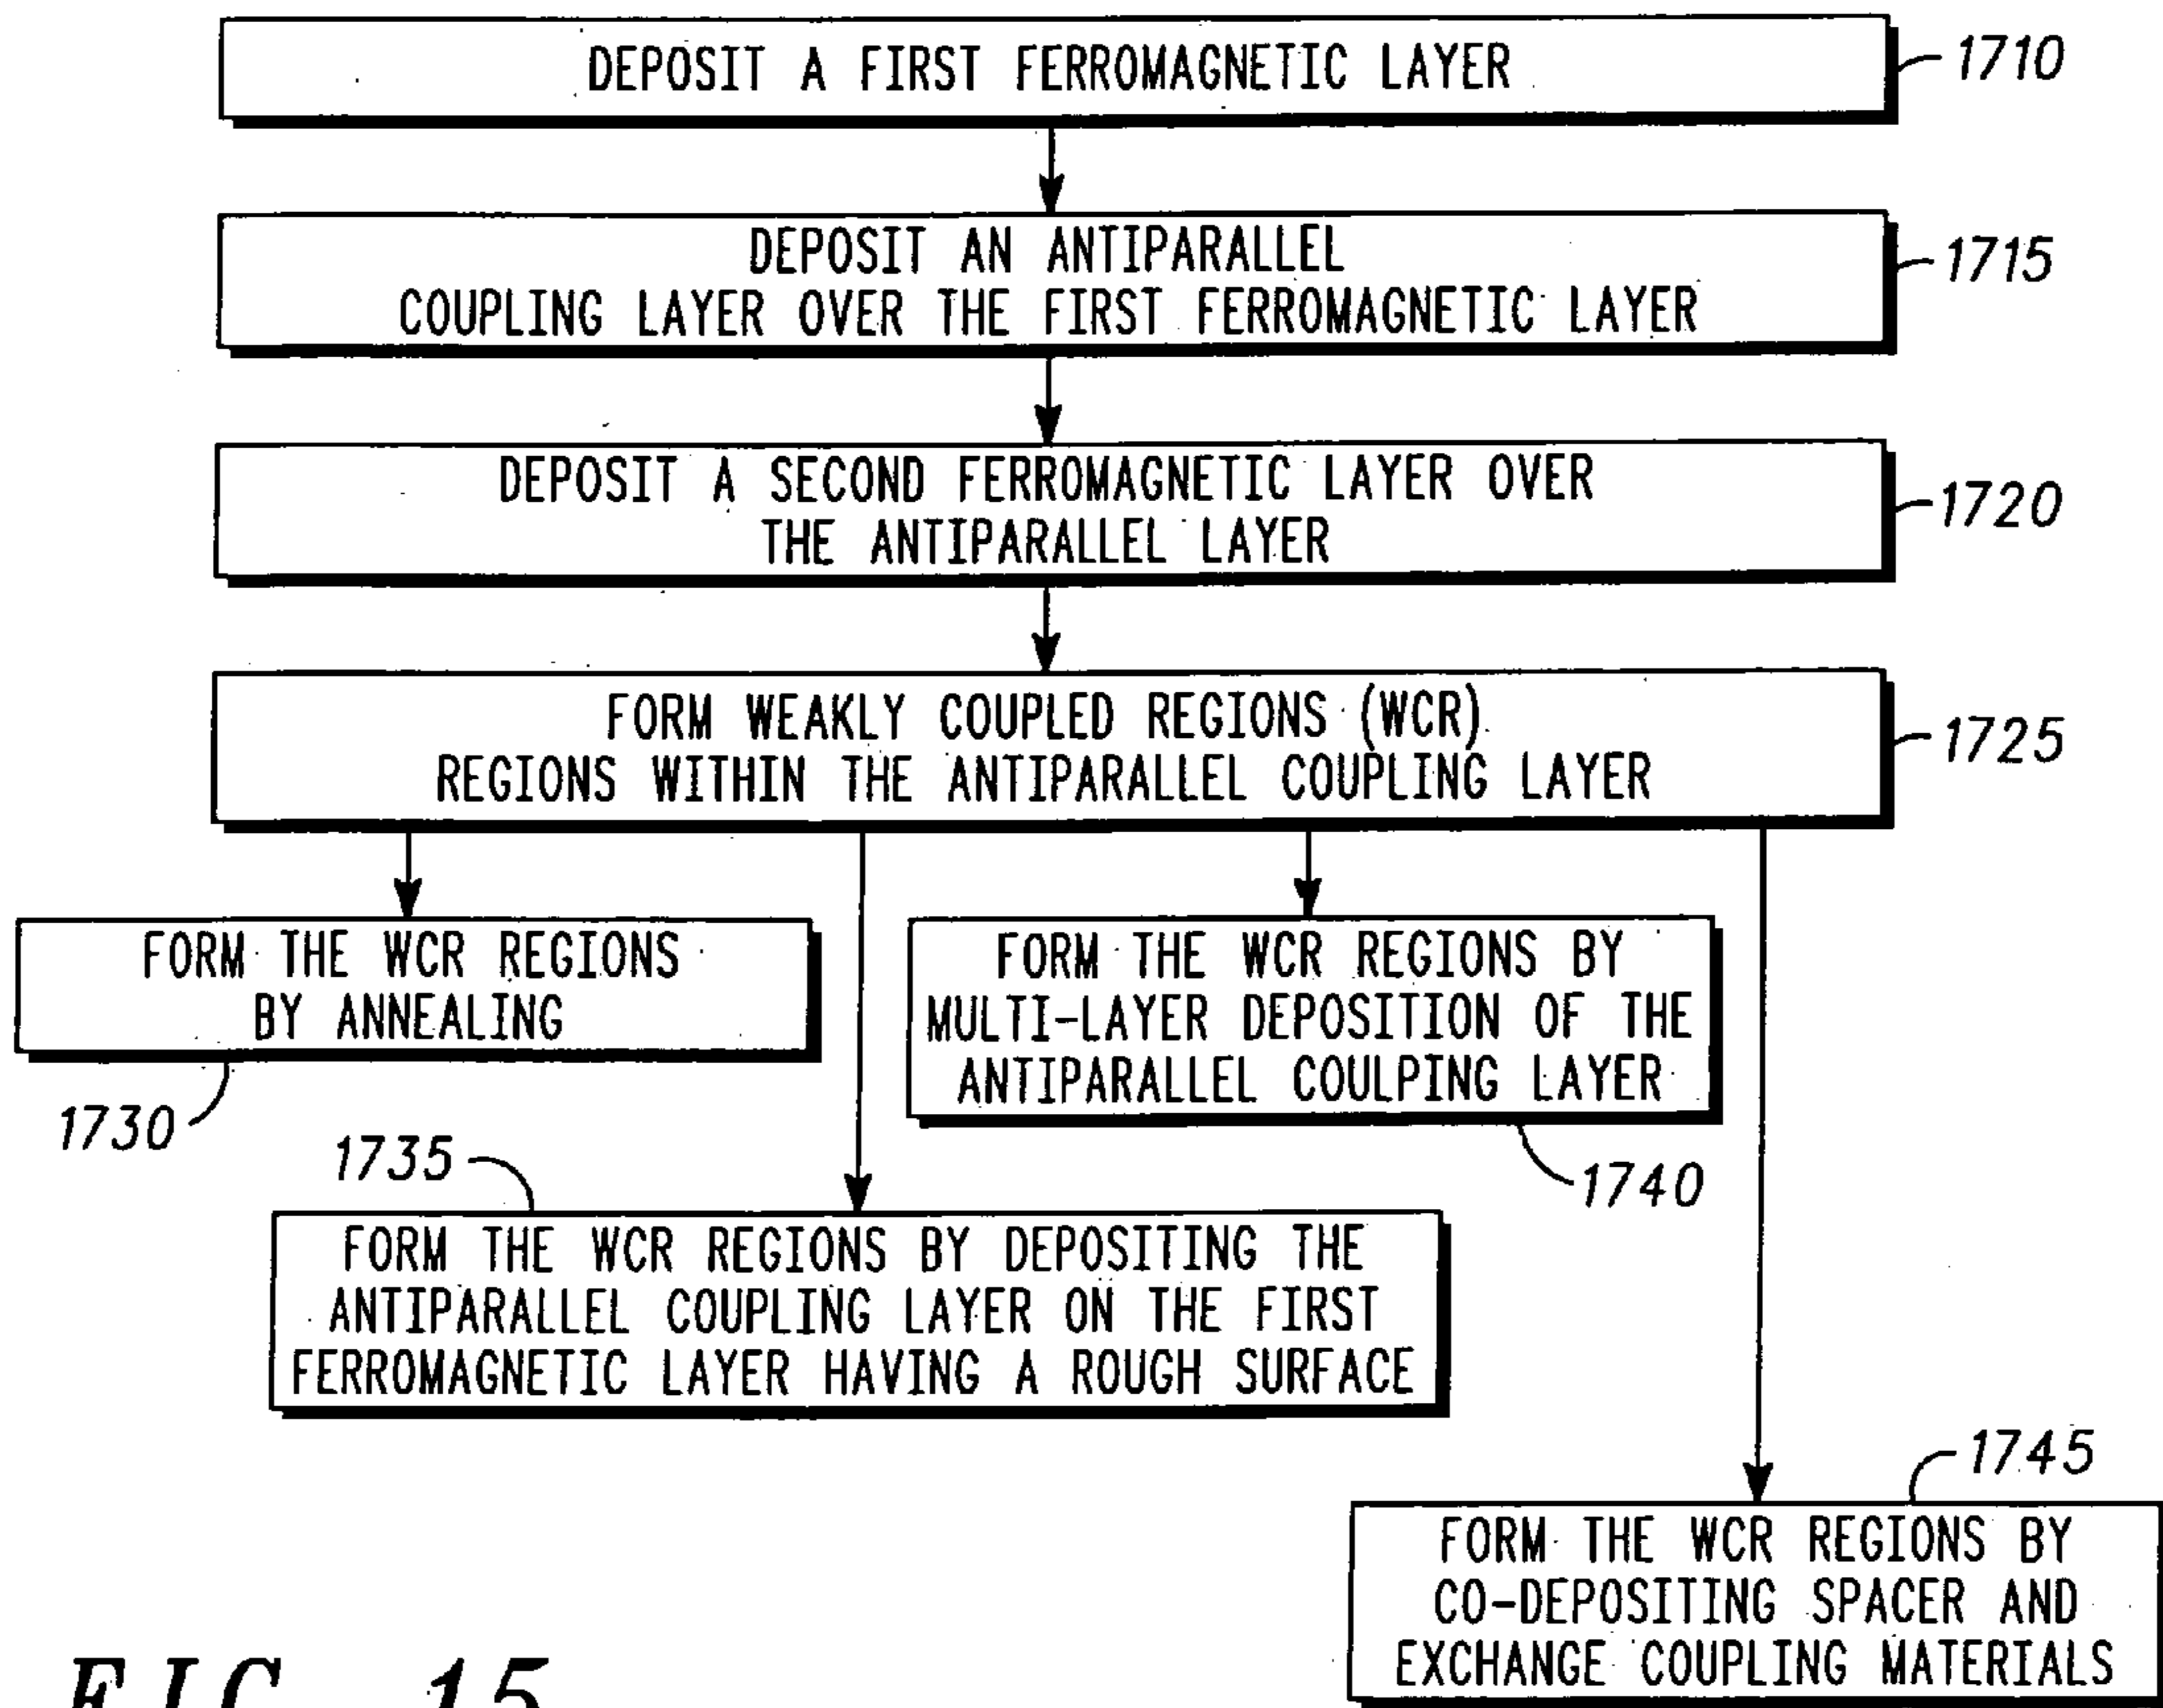 DEPOSIT A FIRST FERROMAGNETIC LAYER
1710
DEPOSIT AN ANTIPARALLEL
COUPLING LAYER OVER THE FIRST FERROMAGNETIC LAYER
1715
DEPOSIT A SECOND FERROMAGNETIC LAYER OVER
THE ANTIPARALLEL LAYER
1720
FORM WEAKLY COUPLED REGIONS (WCR)
REGIONS WITHIN THE ANTIPARALLEL COUPLING LAYER
1725
FORM THE WCR REGIONS
BY ANNEALING
1730
FORM THE WCR REGIONS BY
MULTI-LAYER DEPOSITION OF THE
ANTIPARALLEL COULPING LAYER
1740
1735
FORM THE WCR REGIONS BY DEPOSITING THE
ANTIPARALLEL COUPLING LAYER ON THE FIRST
FERROMAGNETIC LAYER HAVING A ROUGH SURFACE
1745
FORM THE WCR REGIONS BY
CO-DEPOSITING SPACER AND
EXCHANGE COUPLING MATERIALS
FIG. 15